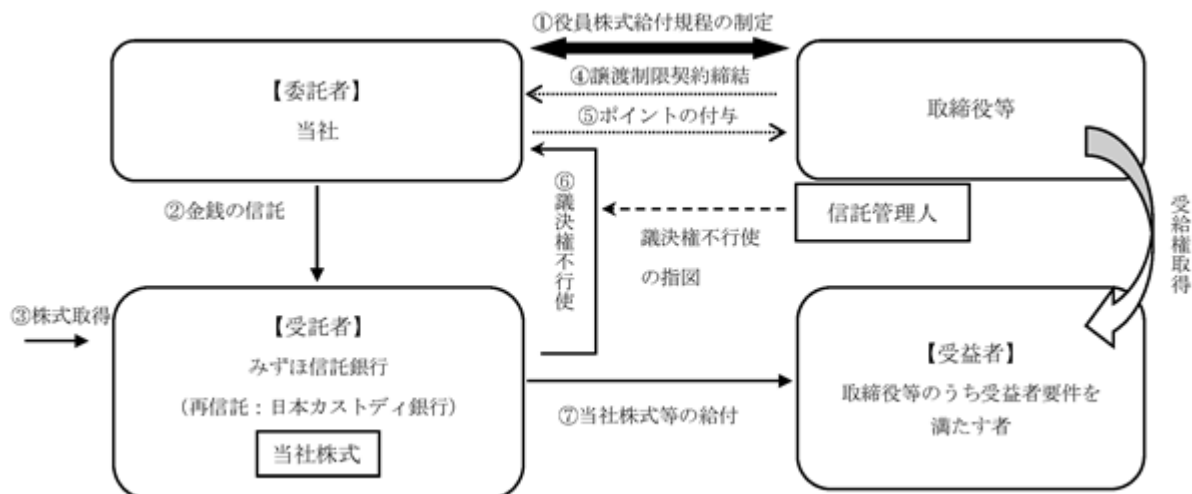 ①役員株式給付規程の制定
【委託者】
当社
④譲渡制限契約締結
⑤ポイントの付与
取締役等
②金銭の信託
⑥議決権不行使
議決権不行使
の指図
信託管理人
受給権取得
③株式取得
【受託者】
みずほ信託銀行
(再信託：日本カストディ銀行)
当社株式
⑦当社株式等の給付
【受益者】
取締役等のうち受益者要件を
満たす者